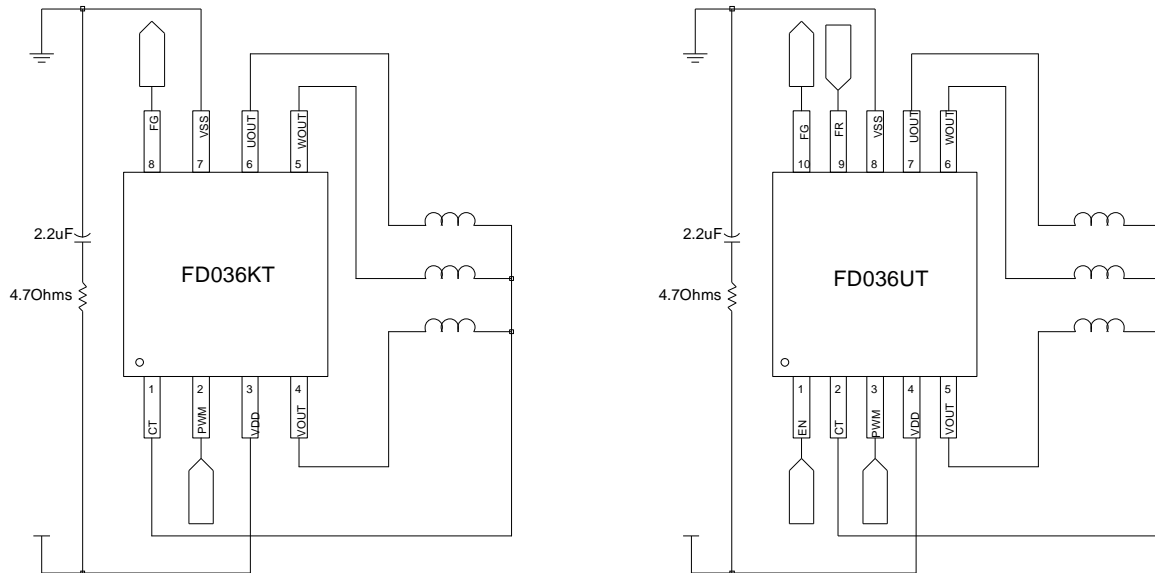 FG
VSS
UOUT
WOUT
8
7
6
5
2.2uF
4.7Ohms
FD036KT
1
2
3
4
CT
PWM
VDD
VOUT
FG
FR
VSS
UOUT
WOUT
10
9
8
7
6
2.2uF
4.7Ohms
FD036UT
1
2
3
4
5
EN
CT
PWM
VDD
VOUT